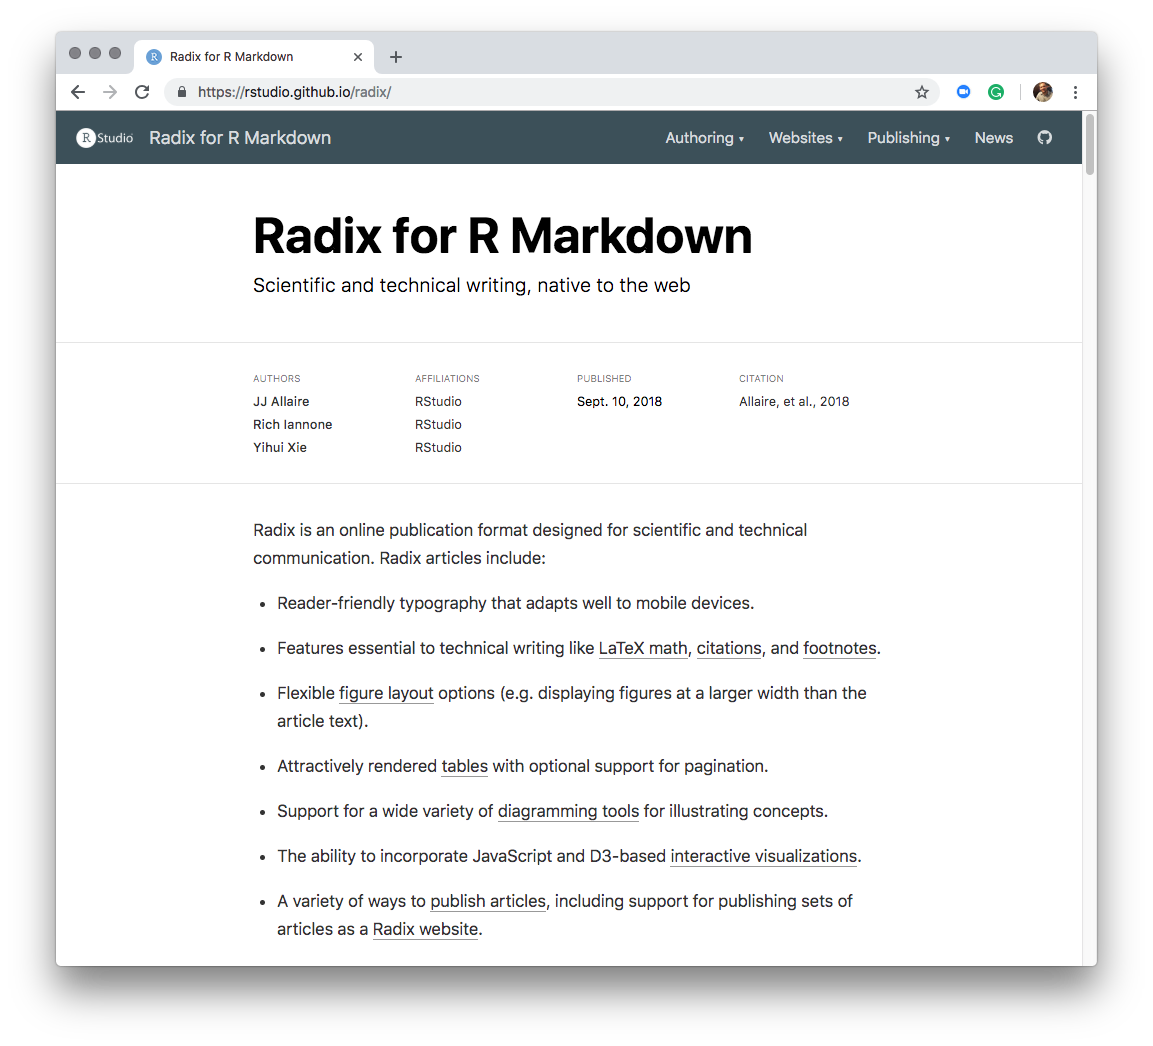 Radix for R Markdown
https://rstudio.github.io/radix/
R Studio Radix for R Markdown Authoring Websites Publishing News
Radix for R Markdown
Scientific and technical writing, native to the web
AUTHORS AFFILIATIONS PUBLISHED CITATION
JJ Allaire RStudio Sept. 10, 2018 Allaire, et al., 2018
Rich Iannone RStudio
Yihui Xie RStudio
Radix is an online publication format designed for scientific and technical
communication. Radix articles include:
• Reader-friendly typography that adapts well to mobile devices.
• Features essential to technical writing like LaTeX math, citations, and footnotes.
• Flexible figure layout options (e.g. displaying figures at a larger width than the
article text).
• Attractively rendered tables with optional support for pagination.
• Support for a wide variety of diagramming tools for illustrating concepts.
• The ability to incorporate JavaScript and D3-based interactive visualizations.
• A variety of ways to publish articles, including support for publishing sets of
articles as a Radix website.